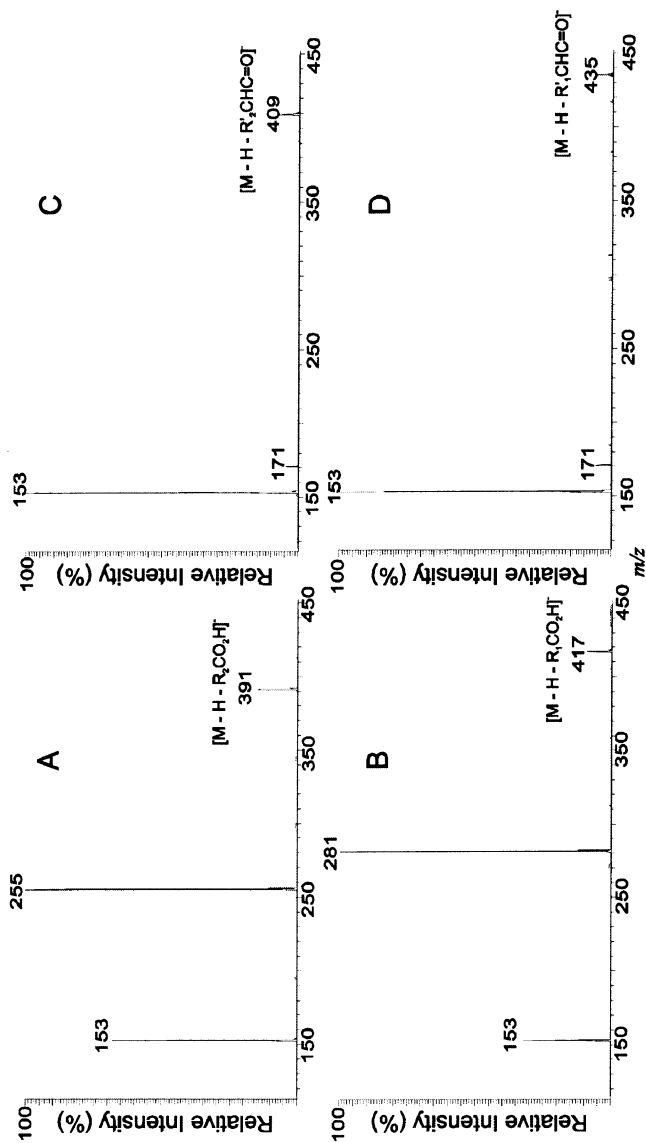 100
Relative Intensity (%)
A
153
255
[M - H - R₂CO₂H]⁻
391
150
250
350
450
100
Relative Intensity (%)
B
153
281
[M - H - R₁CO₂H]⁻
417
150
250
350
450
100
Relative Intensity (%)
C
153
171
[M - H - R'₂CHC=O]⁻
409
150
250
350
450
100
Relative Intensity (%)
D
153
171
[M - H - R'₁CHC=O]⁻
435
150
250
350
450
m/z